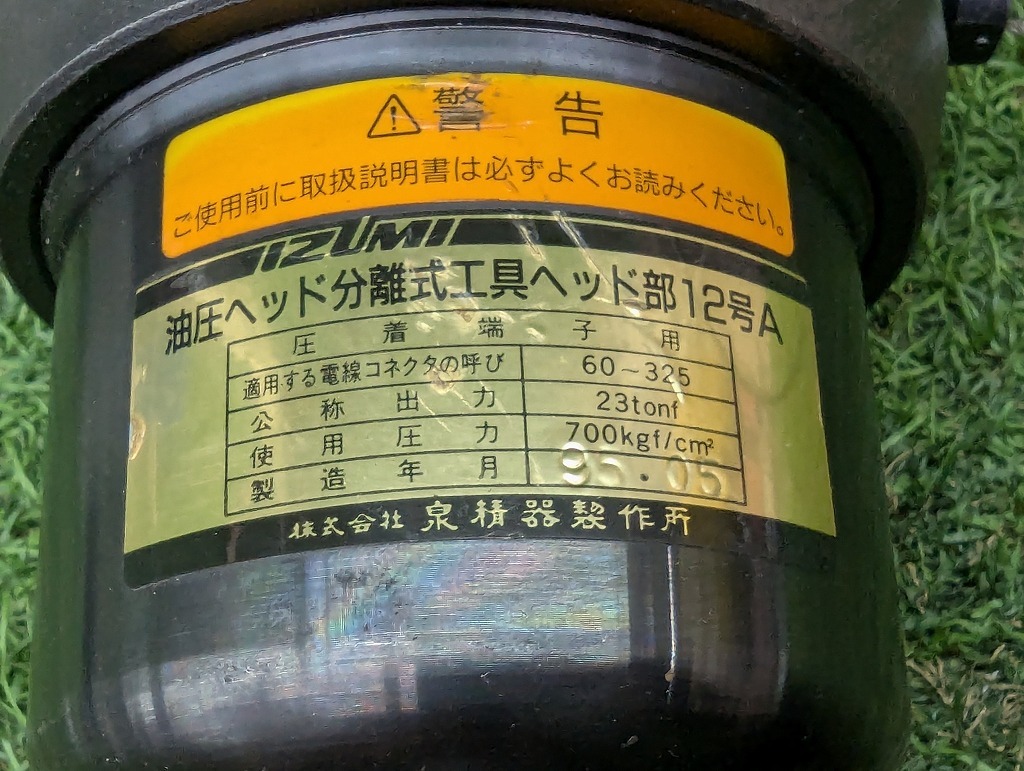 ⚠警告
ご使用前に取扱説明書は必ずよくお読みください。
IZUMI
油圧ヘッド分離式工具ヘッド部12号A
圧着端子用
適用する電線コネクタの呼び 60～325
公称出力 23tonf
使用圧力 700kgf/cm²
製造年月 95.05
株式会社 泉精器製作所